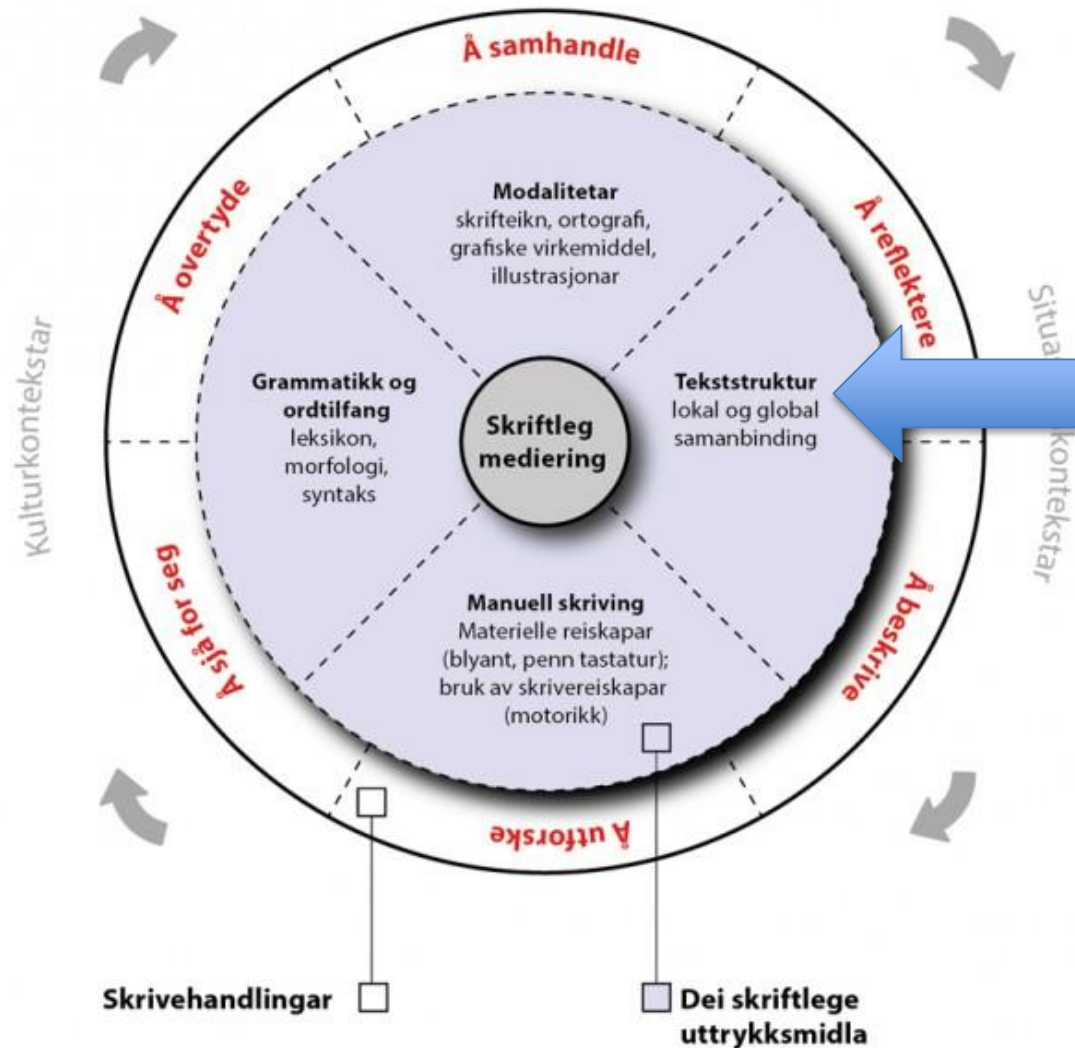 Å samhandle
Å reflektere
Å beskrive
Å utforske
Å sjå for seg
Å overtyde
Kulturkontekstar
Modalitetar
skrifteikn, ortografi,
grafiske virkemiddel,
illustrasjonar
Grammatikk og
ordtilfang
leksikon,
morfologi,
syntaks
Skriftleg
mediering
Tekststruktur
lokal og global
samanbinding
Manuell skriving
Materielle reiskapar
(blyant, penn tastatur);
bruk av skrivereiskapar
(motorikk)
Skrivehandlingar
Dei skriftlege
uttrykksmidla